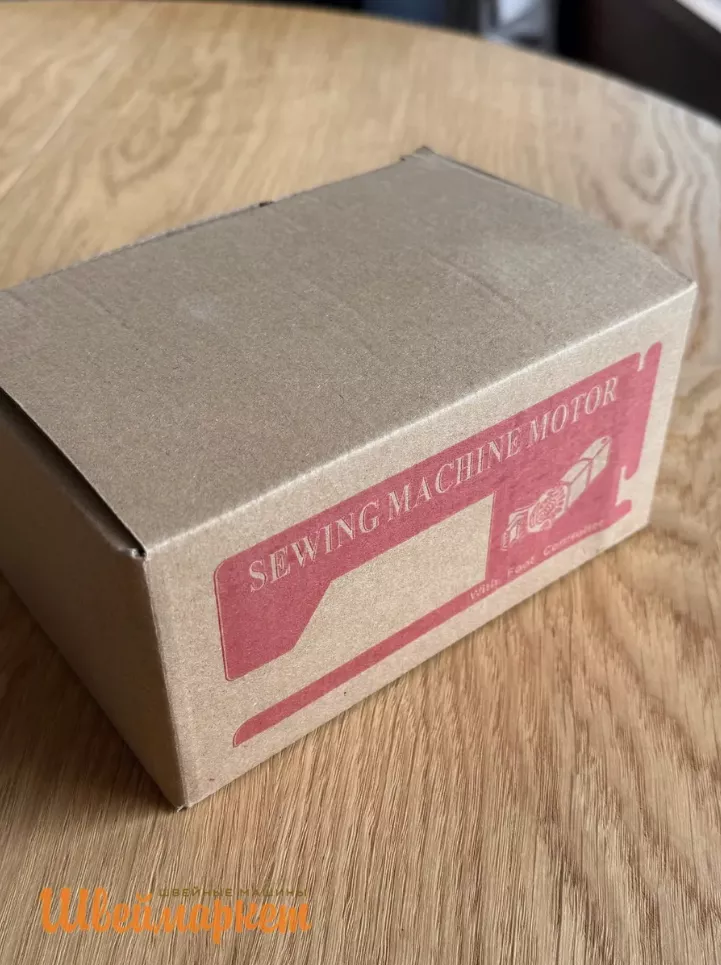 SEWING MACHINE MOTOR
With Foot Controller
ШВЕЙНЫЕ МАШИНЫ
Швеймаркет